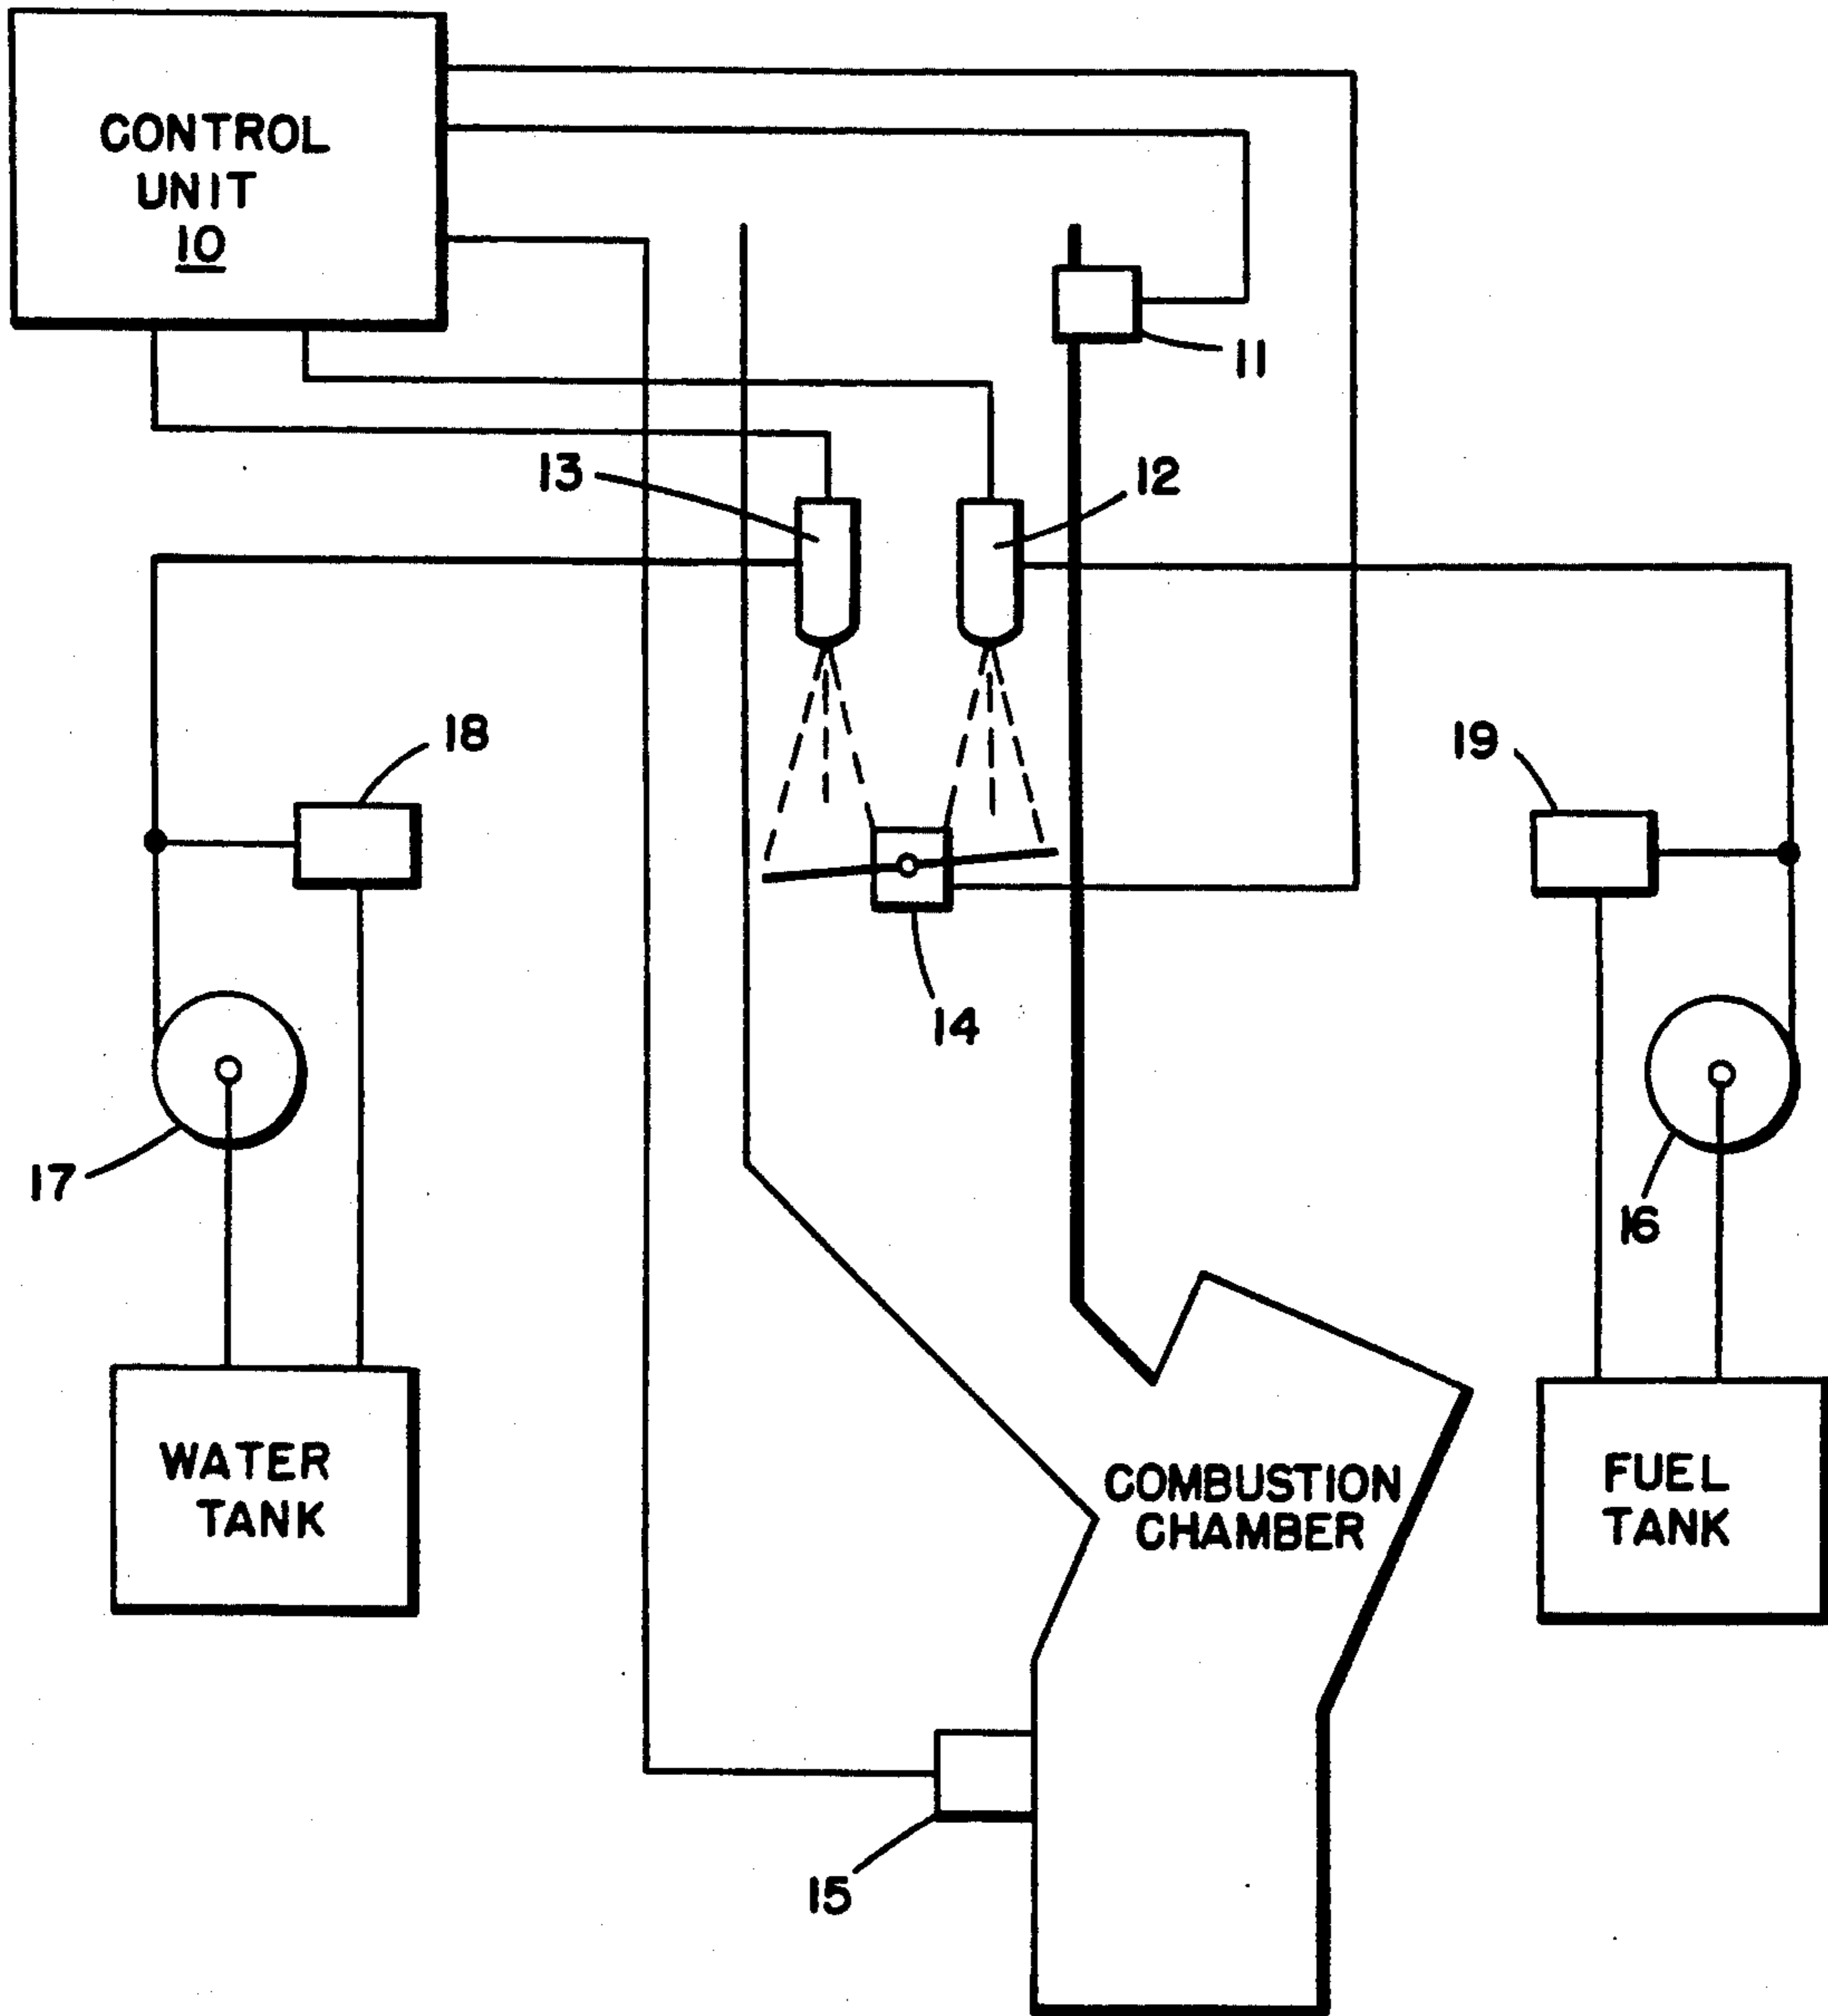 CONTROL
UNIT
10
11
13
12
18
19
14
17
16
WATER
TANK
COMBUSTION
CHAMBER
FUEL
TANK
15